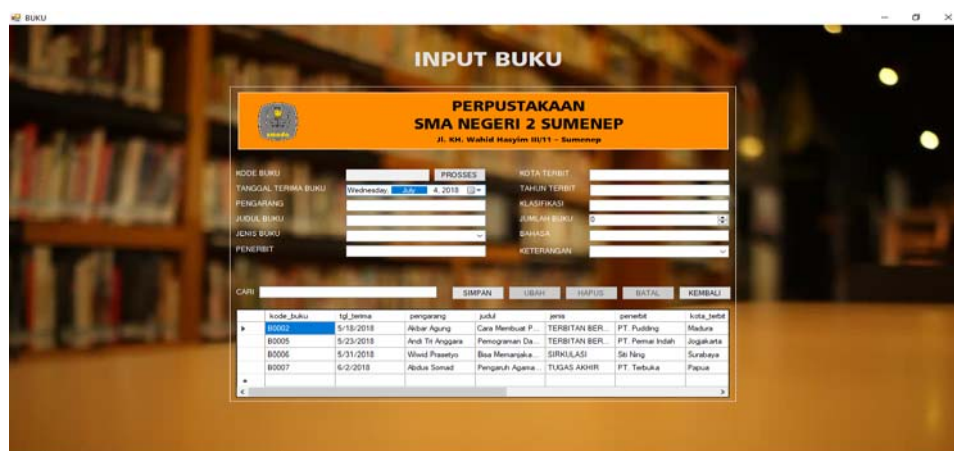 BUKU
INPUT BUKU
PERPUSTAKAAN
SMA NEGERI 2 SUMENEP
Jl. KH. Wahid Hasyim III/11 - Sumenep
smada
KODE BUKU PROSSES
TANGGAL TERIMA BUKU Wednesday, July 4, 2018
PENGARANG
JUDUL BUKU
JENIS BUKU
PENERBIT
KOTA TERBIT
TAHUN TERBIT
KLASIFIKASI
JUMLAH BUKU 0
BAHASA
KETERANGAN
CARI SIMPAN UBAH HAPUS BATAL KEMBALI
kode_buku tgl_terima pengarang judul jenis penerbit kota_terbit
B0002 5/18/2018 Akbar Agung Cara Membuat P... TERBITAN BER... PT. Pudding Madura
B0005 5/23/2018 Andi Tri Anggara Pemograman Da... TERBITAN BER... PT. Permai Indah Jogjakarta
B0006 5/31/2018 Wiwid Prasetyo Bisa Memanjaka... SIRKULASI Siti Ning Surabaya
B0007 6/2/2018 Abdus Somad Pengaruh Agama... TUGAS AKHIR PT. Terbuka Papua